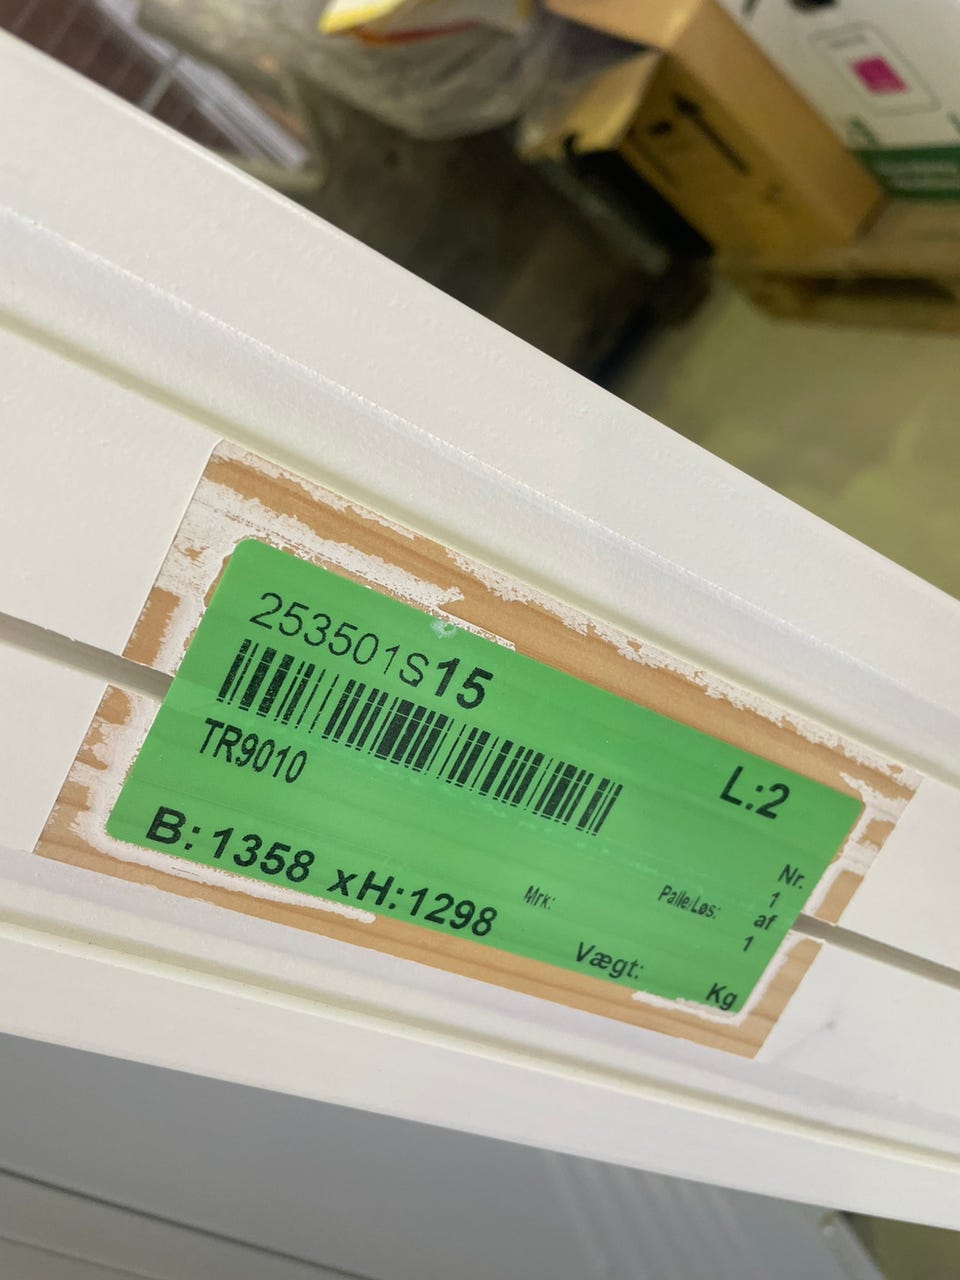 253501S15
TR9010
L:2
B:1358 xH:1298
Mrk:
Palle/Løs:
Nr.
1
af
1
Vægt:
Kg